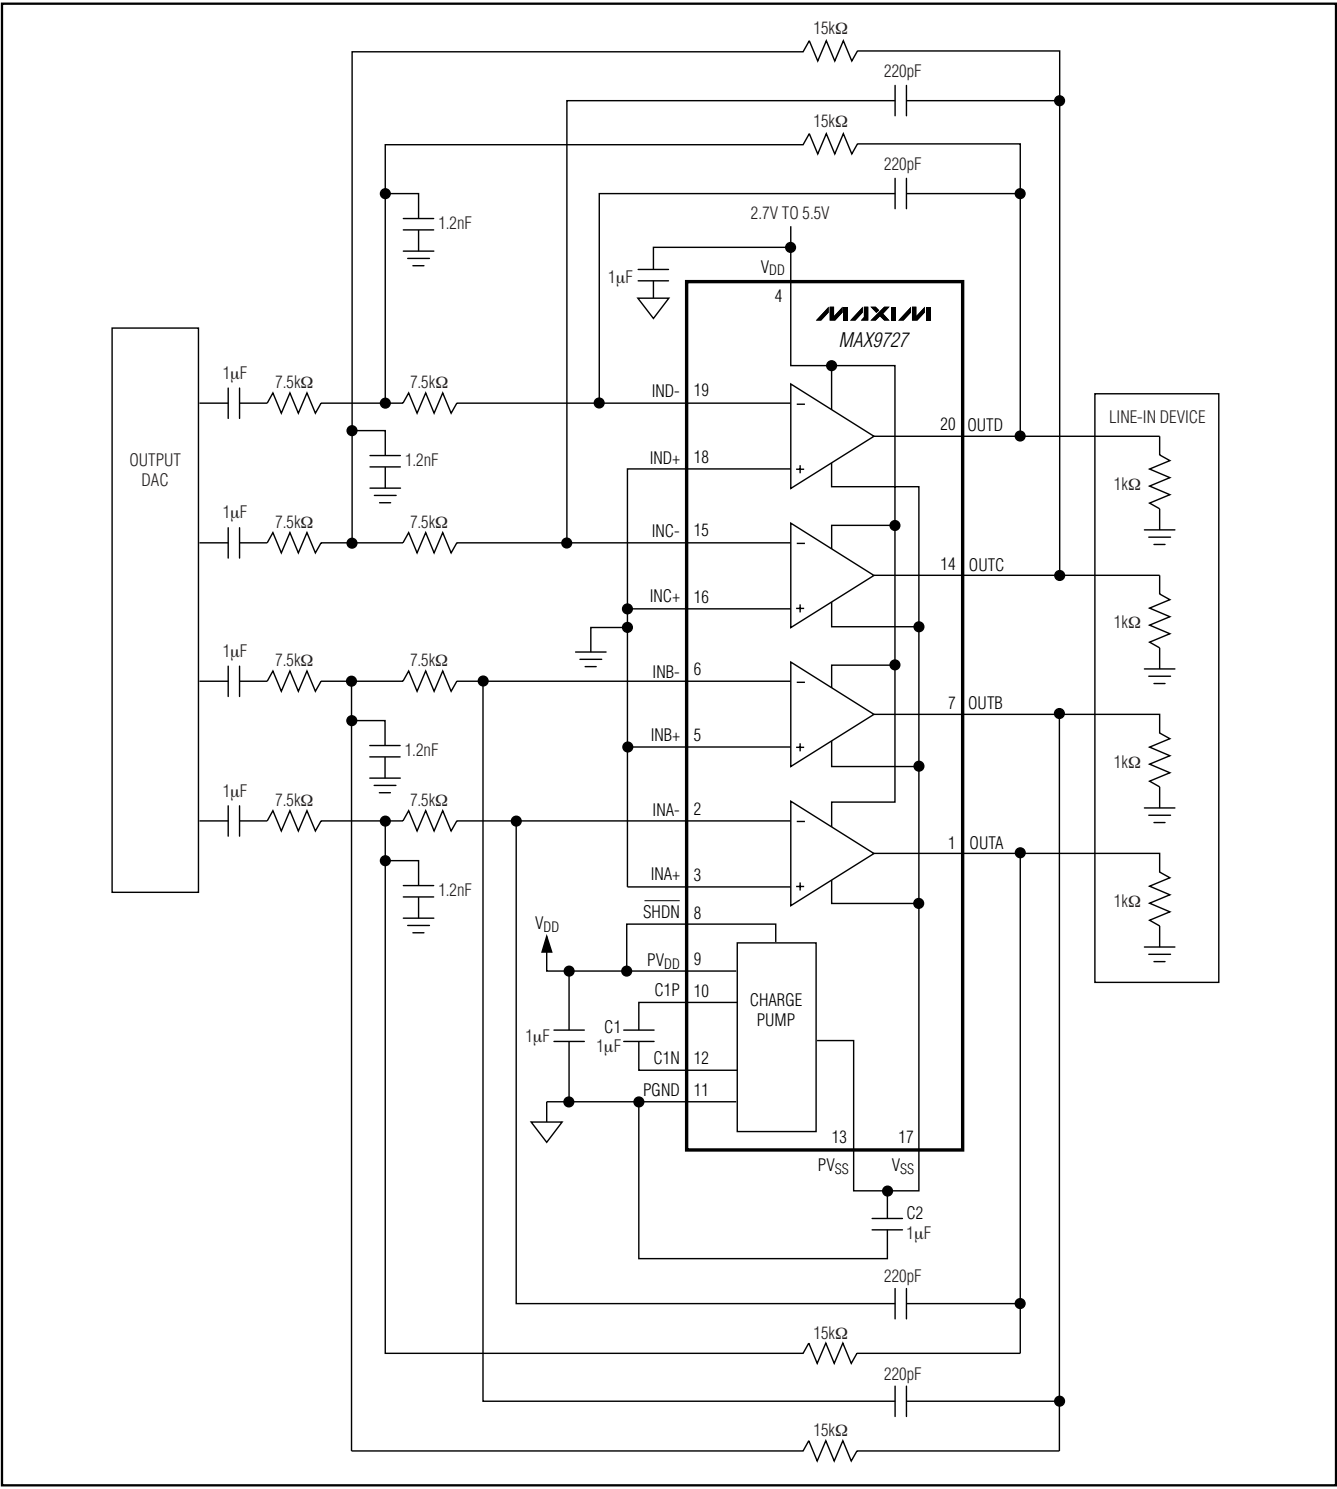 15kΩ
220pF
15kΩ
220pF
1.2nF
2.7V TO 5.5V
1μF
VDD
4
MAXIM
MAX9727
OUTPUT
DAC
1μF
7.5kΩ
7.5kΩ
IND-
19
1.2nF
IND+
18
20
OUTD
LINE-IN DEVICE
1kΩ
1μF
7.5kΩ
7.5kΩ
INC-
15
INC+
16
14
OUTC
1kΩ
1μF
7.5kΩ
7.5kΩ
INB-
6
1.2nF
INB+
5
7
OUTB
1kΩ
1μF
7.5kΩ
7.5kΩ
INA-
2
1.2nF
INA+
3
1
OUTA
1kΩ
SHDN
8
VDD
PVDD
9
C1P
10
CHARGE
PUMP
1μF
C1
1μF
C1N
12
PGND
11
13
17
PVSS
VSS
C2
1μF
220pF
15kΩ
220pF
15kΩ
−
+
−
+
−
+
−
+